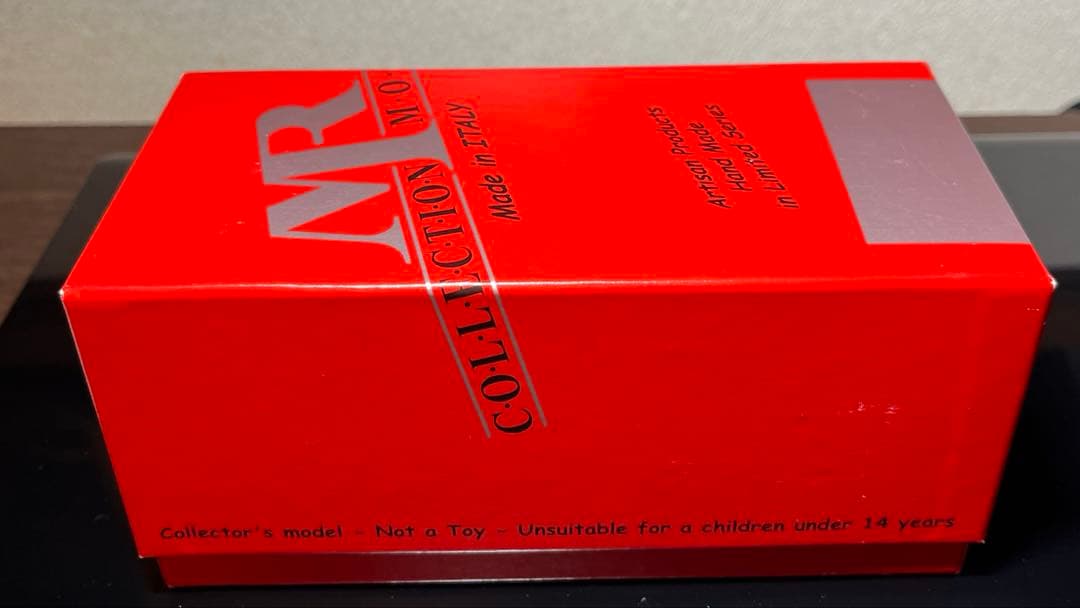 MR
C·O·L·L·E·C·T·I·O·N M·O·
Made in ITALY
Artisan Products
Hand Made
in Limited Series
Collector's model - Not a Toy - Unsuitable for a children under 14 years